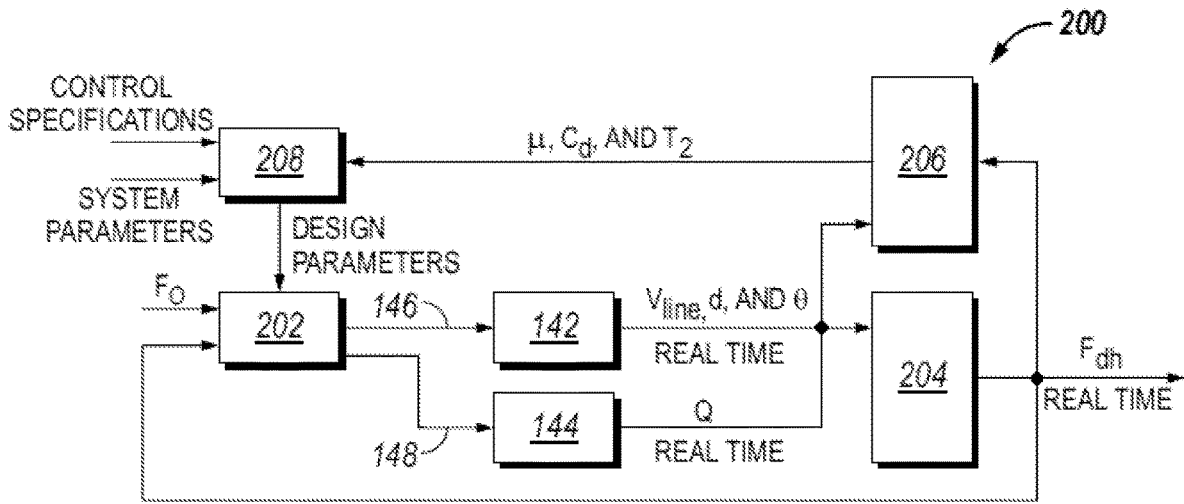 200
CONTROL
SPECIFICATIONS
208
μ, Cd, AND T2
206
SYSTEM
PARAMETERS
DESIGN
PARAMETERS
FO
202
146
142
Vline, d, AND θ
REAL TIME
204
Fdh
REAL TIME
148
144
Q
REAL TIME